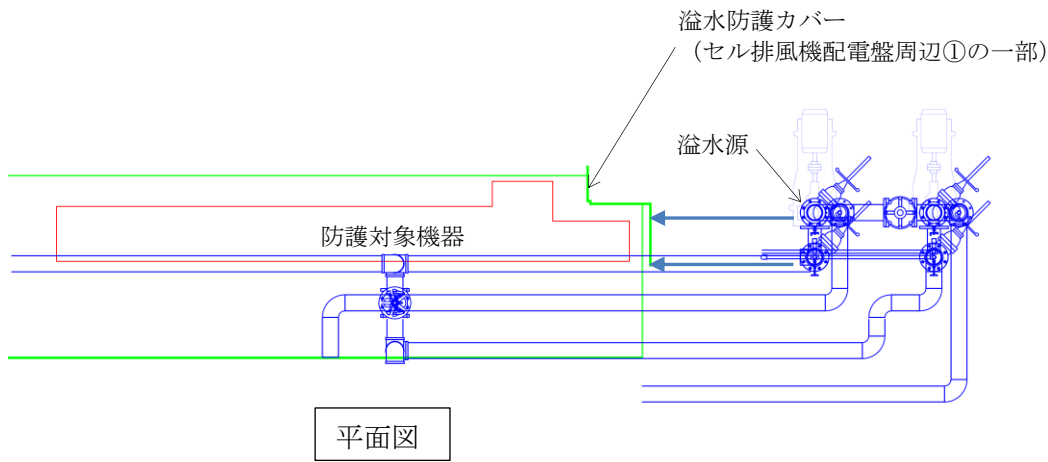 溢水防護カバー
（セル排風機配電盤周辺①の一部）
溢水源
防護対象機器
平面図